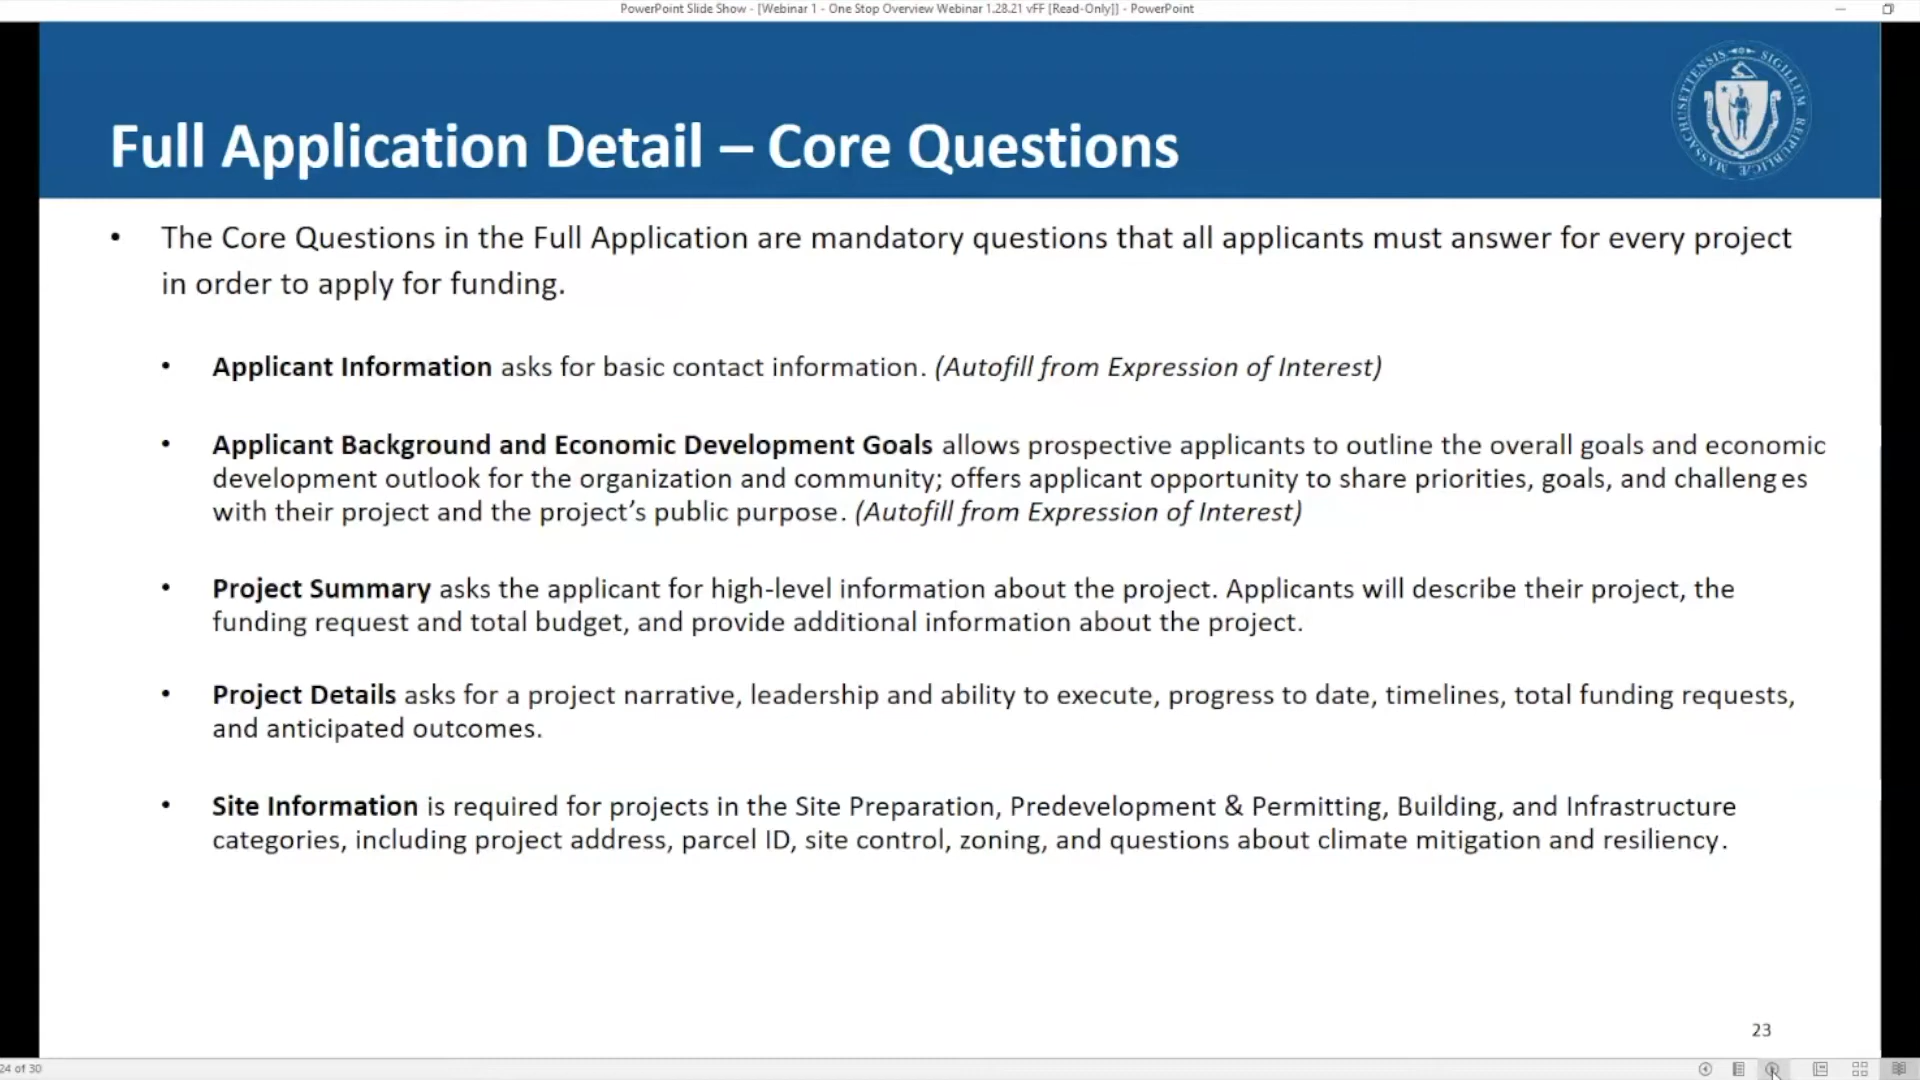 PowerPoint Slide Show - [Webinar 1 - One Stop Overview Webinar 1.28.21 vFF [Read-Only]] - PowerPoint
MASSACHUSETTENSIS SIGILLUM REIPUBLICÆ
Full Application Detail – Core Questions
• The Core Questions in the Full Application are mandatory questions that all applicants must answer for every project
in order to apply for funding.
• Applicant Information asks for basic contact information. (Autofill from Expression of Interest)
• Applicant Background and Economic Development Goals allows prospective applicants to outline the overall goals and economic
development outlook for the organization and community; offers applicant opportunity to share priorities, goals, and challenges
with their project and the project’s public purpose. (Autofill from Expression of Interest)
• Project Summary asks the applicant for high-level information about the project. Applicants will describe their project, the
funding request and total budget, and provide additional information about the project.
• Project Details asks for a project narrative, leadership and ability to execute, progress to date, timelines, total funding requests,
and anticipated outcomes.
• Site Information is required for projects in the Site Preparation, Predevelopment & Permitting, Building, and Infrastructure
categories, including project address, parcel ID, site control, zoning, and questions about climate mitigation and resiliency.
23
24 of 30